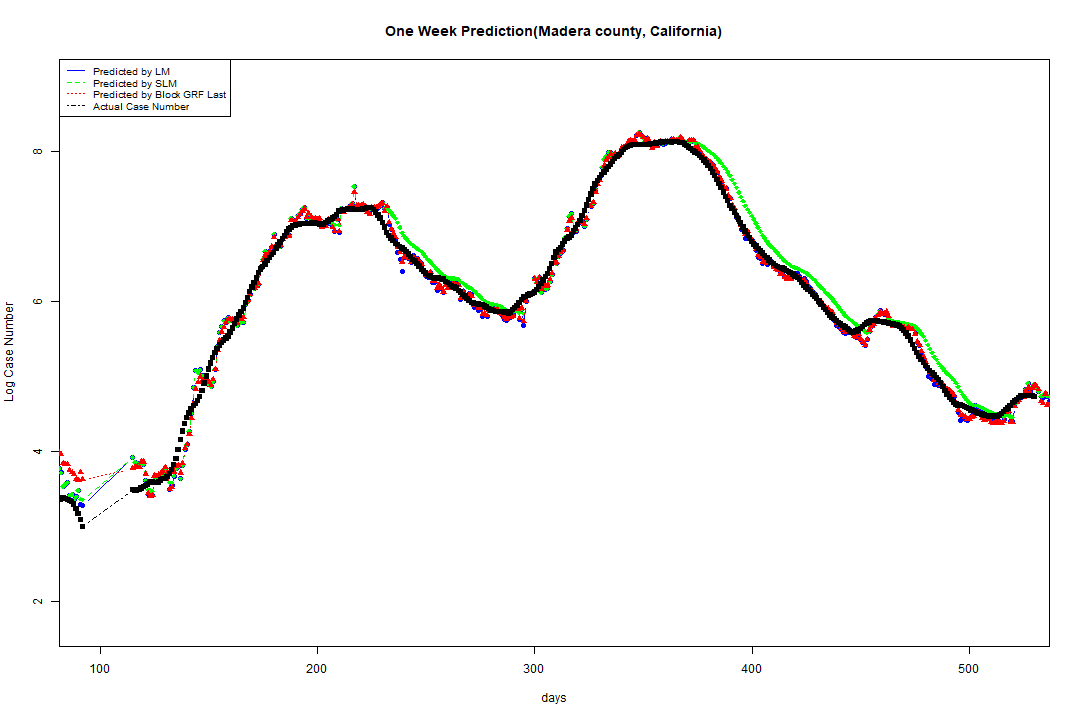 One Week Prediction(Madera county, California)
Predicted by LM
Predicted by SLM
Predicted by Block GRF Last
Actual Case Number
8
6
4
2
Log Case Number
100 200 300 400 500
days